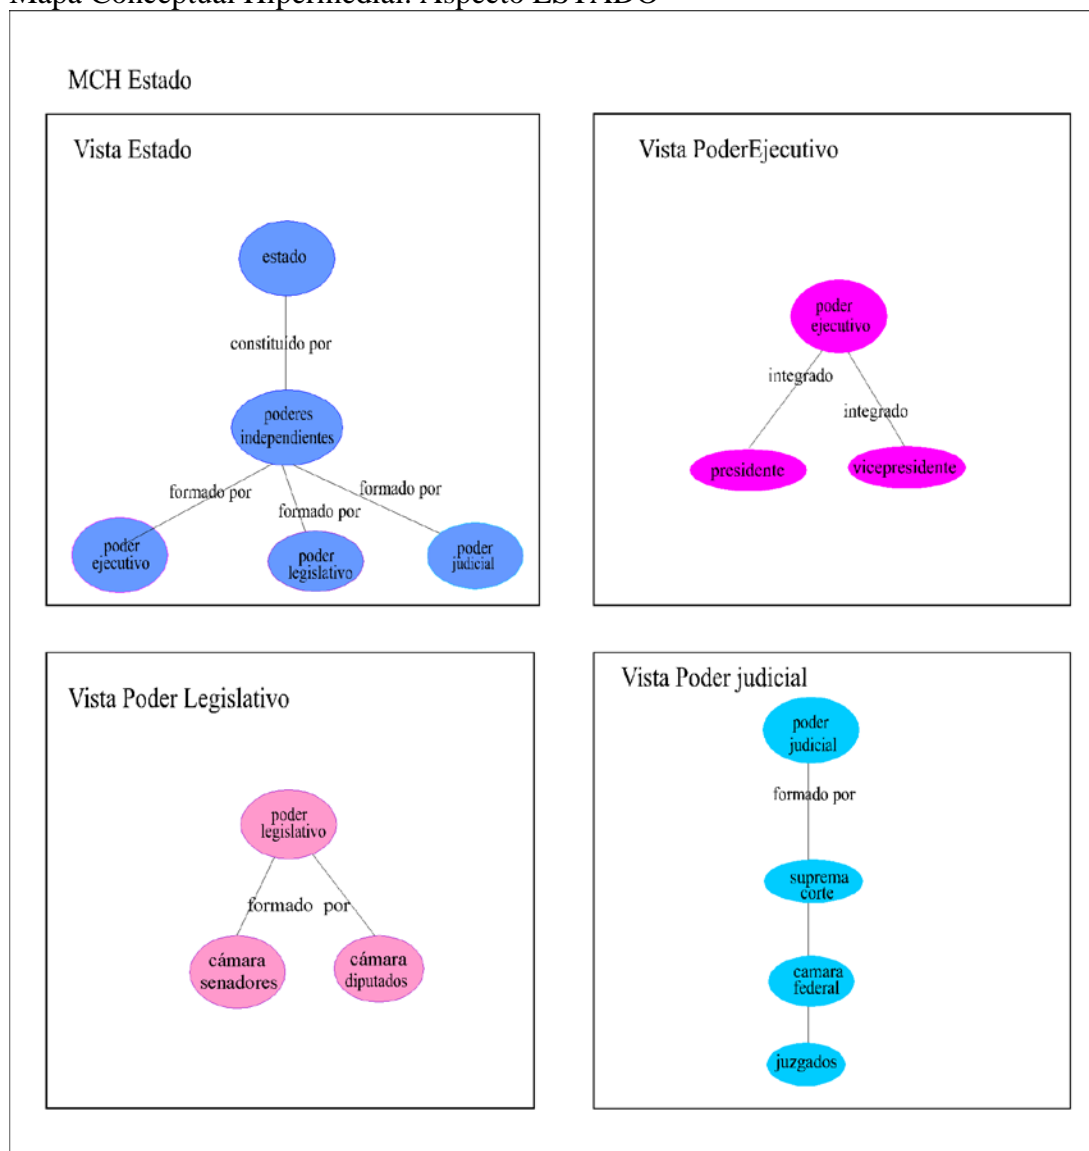 Mapa Conceptual Hipermedial: Aspecto ESTADO
MCH Estado
Vista Estado
estado
constituído por
poderes
independientes
formado por
formado por
formado por
poder
ejecutivo
poder
legislativo
poder
judicial
Vista PoderEjecutivo
poder
ejecutivo
integrado
integrado
presidente
vicepresidente
Vista Poder Legislativo
poder
legislativo
formado por
cámara
senadores
cámara
diputados
Vista Poder judicial
poder
judicial
formado por
suprema
corte
camara
federal
juzgados